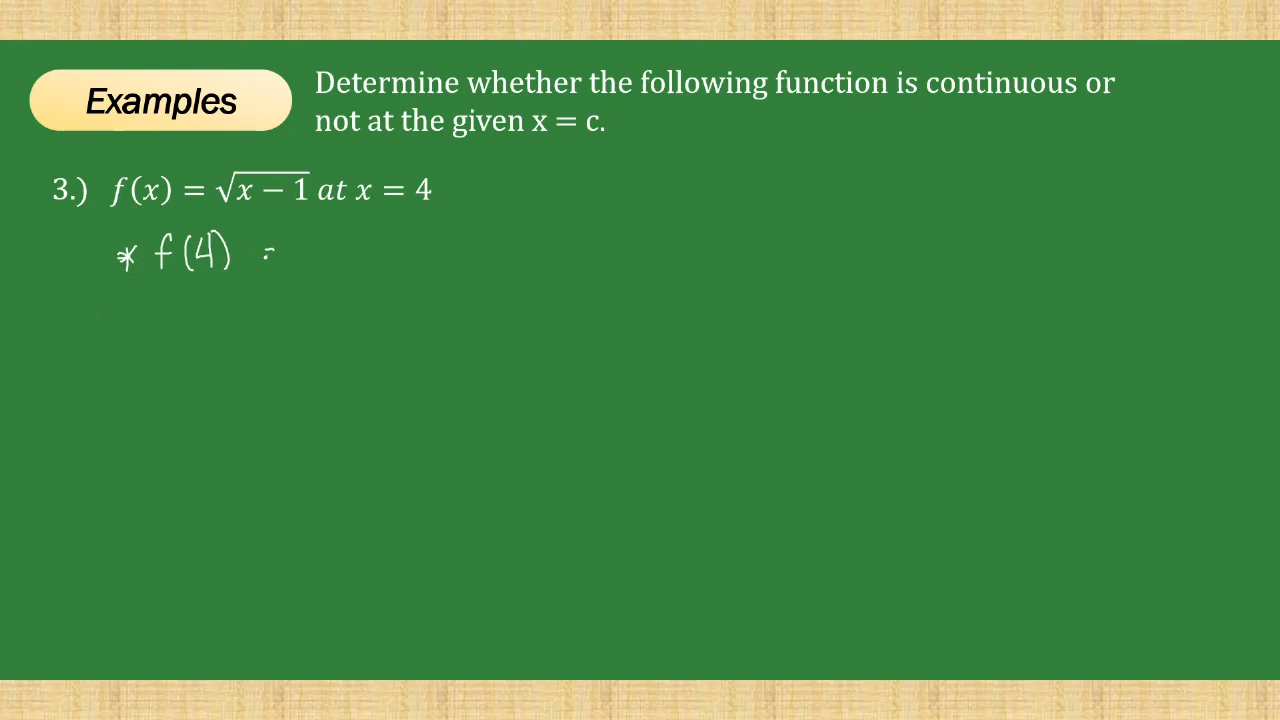 Examples
Determine whether the following function is continuous or
not at the given x = c.
3.) f(x) = √(x − 1) at x = 4
* f(4) =